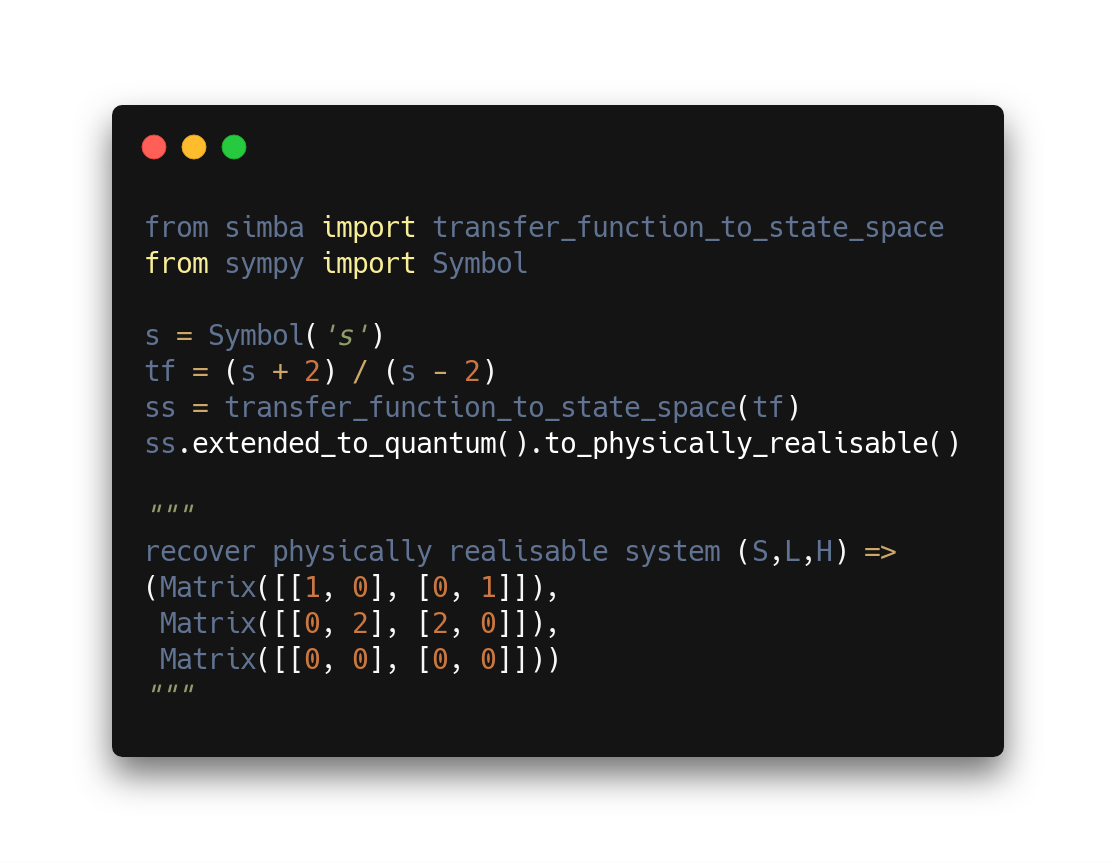 from simba import transfer_function_to_state_space
from sympy import Symbol
s = Symbol('s')
tf = (s + 2) / (s - 2)
ss = transfer_function_to_state_space(tf)
ss.extended_to_quantum().to_physically_realisable()
"""
recover physically realisable system (S,L,H) =>
(Matrix([[1, 0], [0, 1]]),
 Matrix([[0, 2], [2, 0]]),
 Matrix([[0, 0], [0, 0]]))
"""